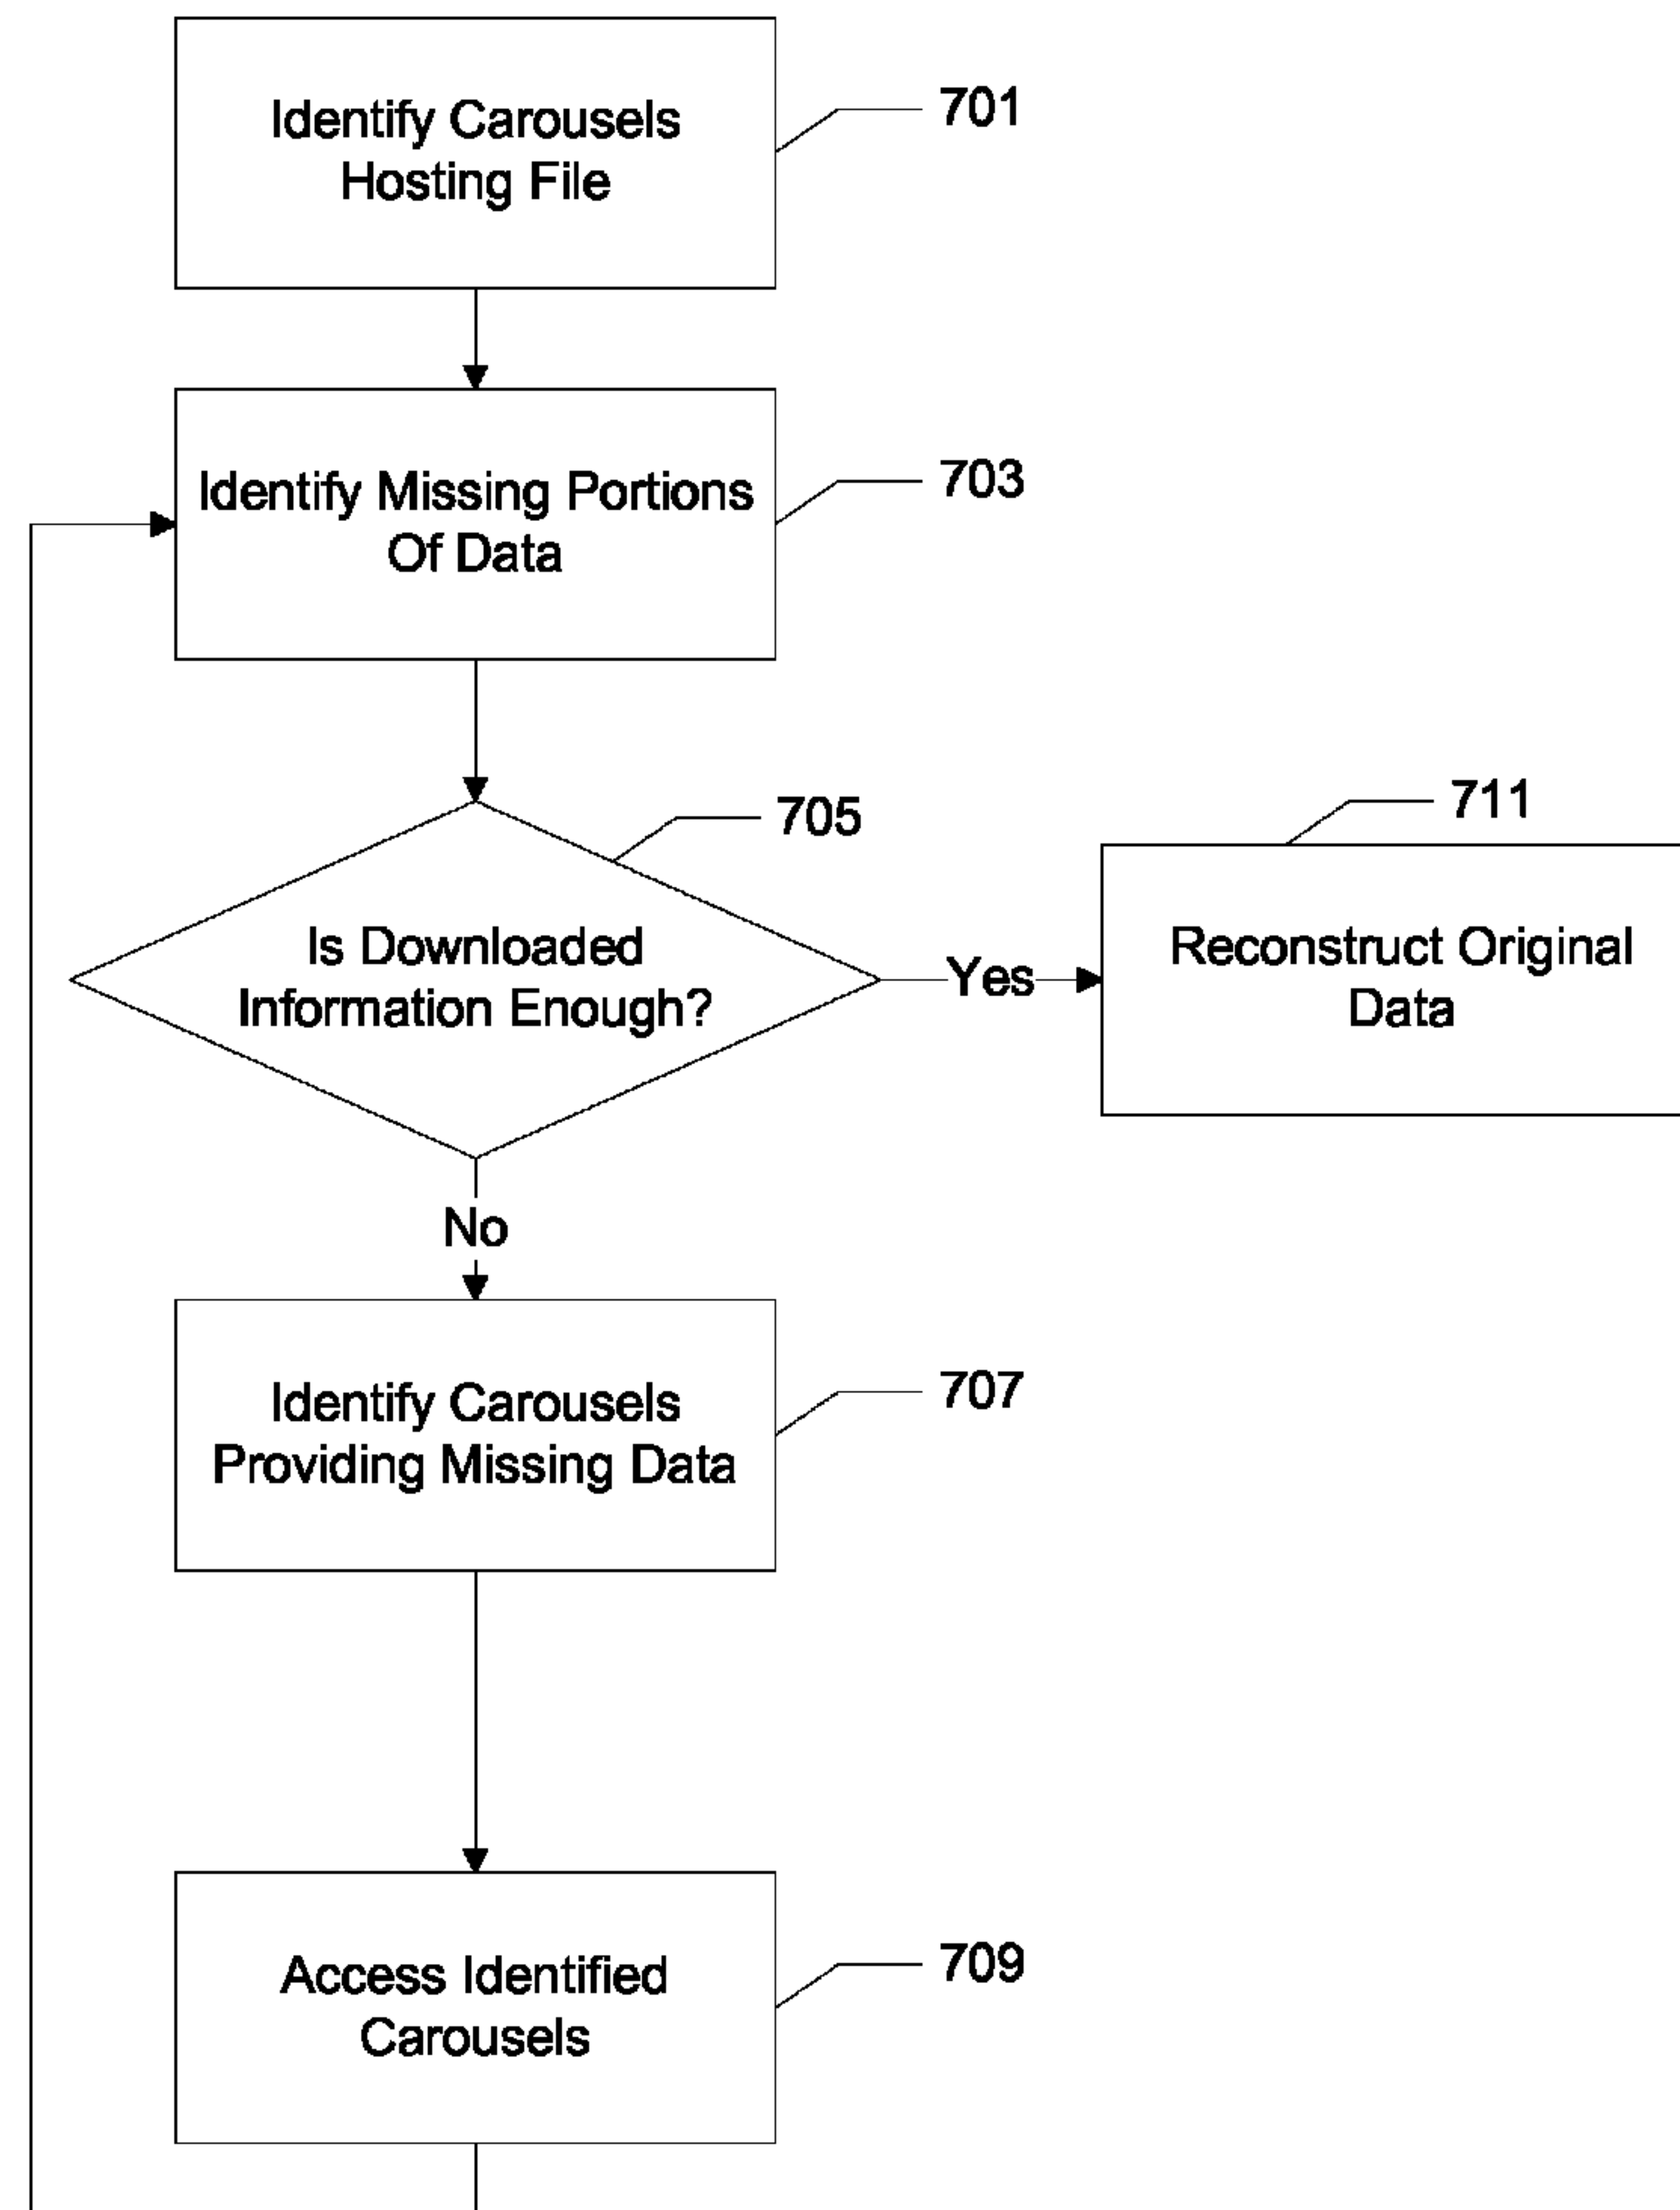 Identify Carousels
Hosting File
701
Identify Missing Portions
Of Data
703
705
Is Downloaded
Information Enough?
Yes
711
Reconstruct Original
Data
No
Identify Carousels
Providing Missing Data
707
Access Identified
Carousels
709